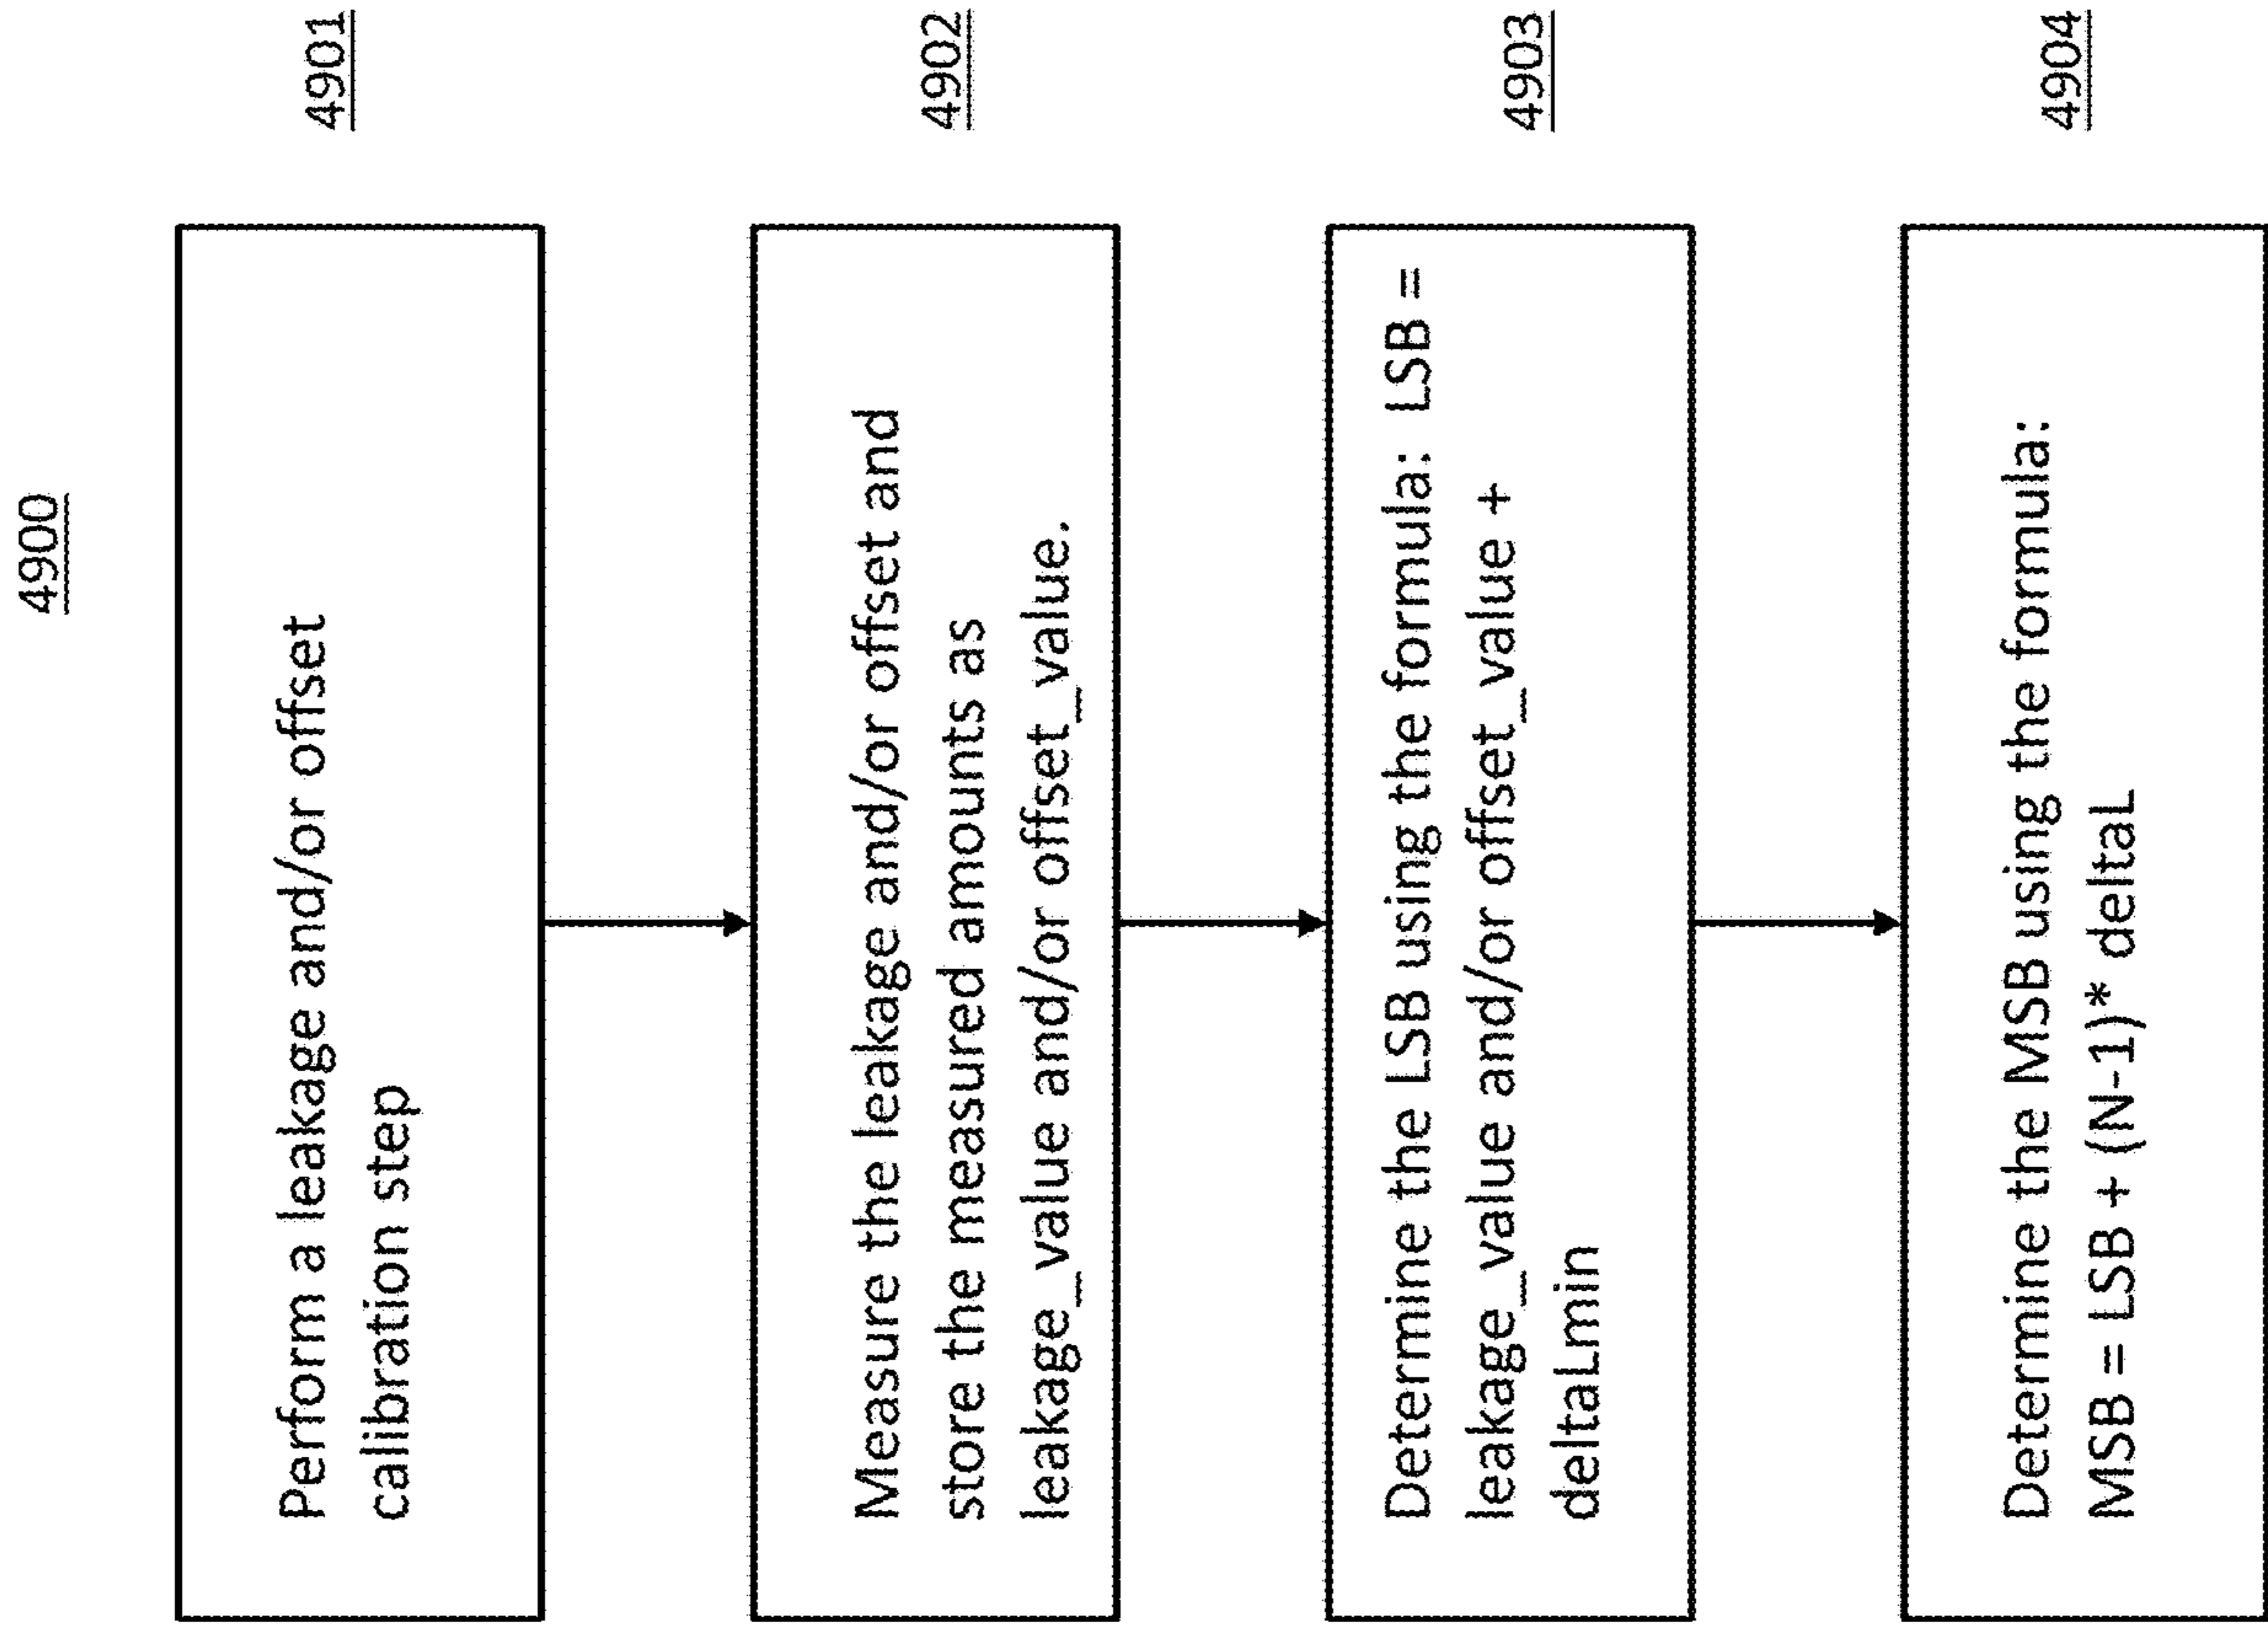 4900
Perform a leakage and/or offset
calibration step
4901
Measure the leakage and/or offset and
store the measured amounts as
leakage_value and/or offset_value.
4902
Determine the LSB using the formula: LSB =
leakage_value and/or offset_value +
deltaLmin
4903
Determine the MSB using the formula:
MSB = LSB + (N-1)* deltaL
4904